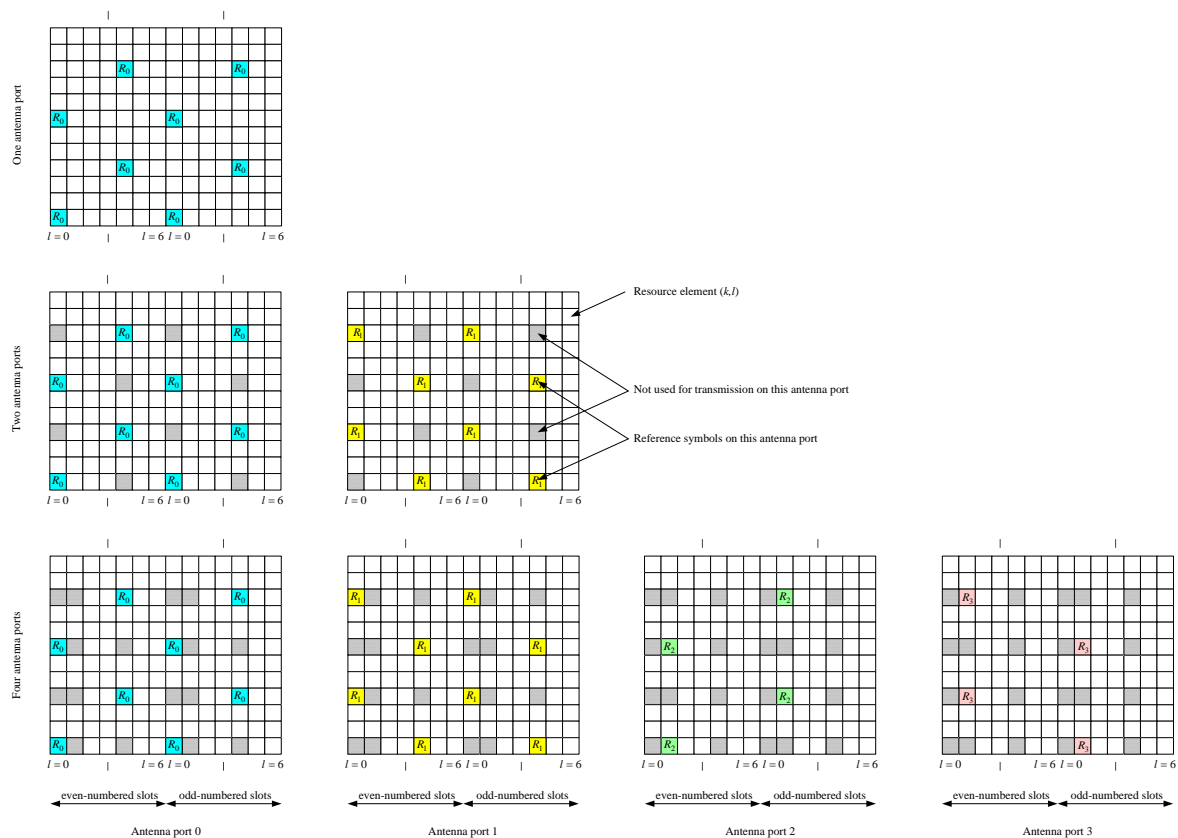 One antenna port
R0 R0
R0 R0
R0 R0
R0 R0
l = 0 l = 6 l = 0 l = 6
Two antenna ports
Resource element (k,l)
R0 R0 R1 R1
R0 R0 R1 R1
Not used for transmission on this antenna port
R0 R0 R1 R1
Reference symbols on this antenna port
R0 R0 R1 R1
l = 0 l = 6 l = 0 l = 6 l = 0 l = 6 l = 0 l = 6
Four antenna ports
R0 R0 R1 R1 R2 R3
R0 R0 R1 R1 R2 R3
R0 R0 R1 R1 R2 R3
R0 R0 R1 R1 R2 R3
l = 0 l = 6 l = 0 l = 6 l = 0 l = 6 l = 0 l = 6 l = 0 l = 6 l = 0 l = 6 l = 0 l = 6 l = 0 l = 6
even-numbered slots odd-numbered slots even-numbered slots odd-numbered slots even-numbered slots odd-numbered slots even-numbered slots odd-numbered slots
Antenna port 0 Antenna port 1 Antenna port 2 Antenna port 3